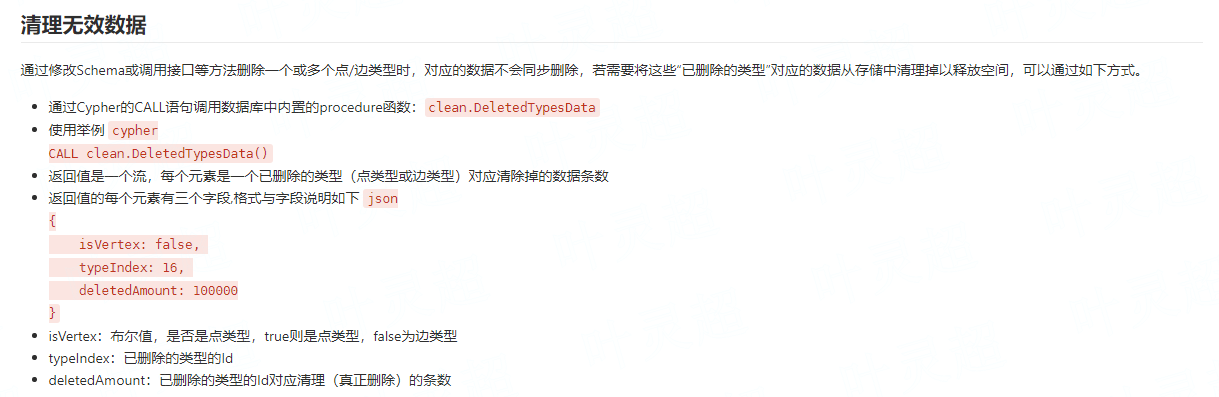 清理无效数据
通过修改Schema或调用接口等方法删除一个或多个点/边类型时，对应的数据不会同步删除，若需要将这些“已删除的类型”对应的数据从存储中清理掉以释放空间，可以通过如下方式。
通过Cypher的CALL语句调用数据库中内置的procedure函数：clean.DeletedTypesData
使用举例 cypher
CALL clean.DeletedTypesData()
返回值是一个流，每个元素是一个已删除的类型（点类型或边类型）对应清除掉的数据条数
返回值的每个元素有三个字段,格式与字段说明如下 json
{
isVertex: false,
typeIndex: 16,
deletedAmount: 100000
}
isVertex：布尔值，是否是点类型，true则是点类型，false为边类型
typeIndex：已删除的类型的Id
deletedAmount：已删除的类型的Id对应清理（真正删除）的条数